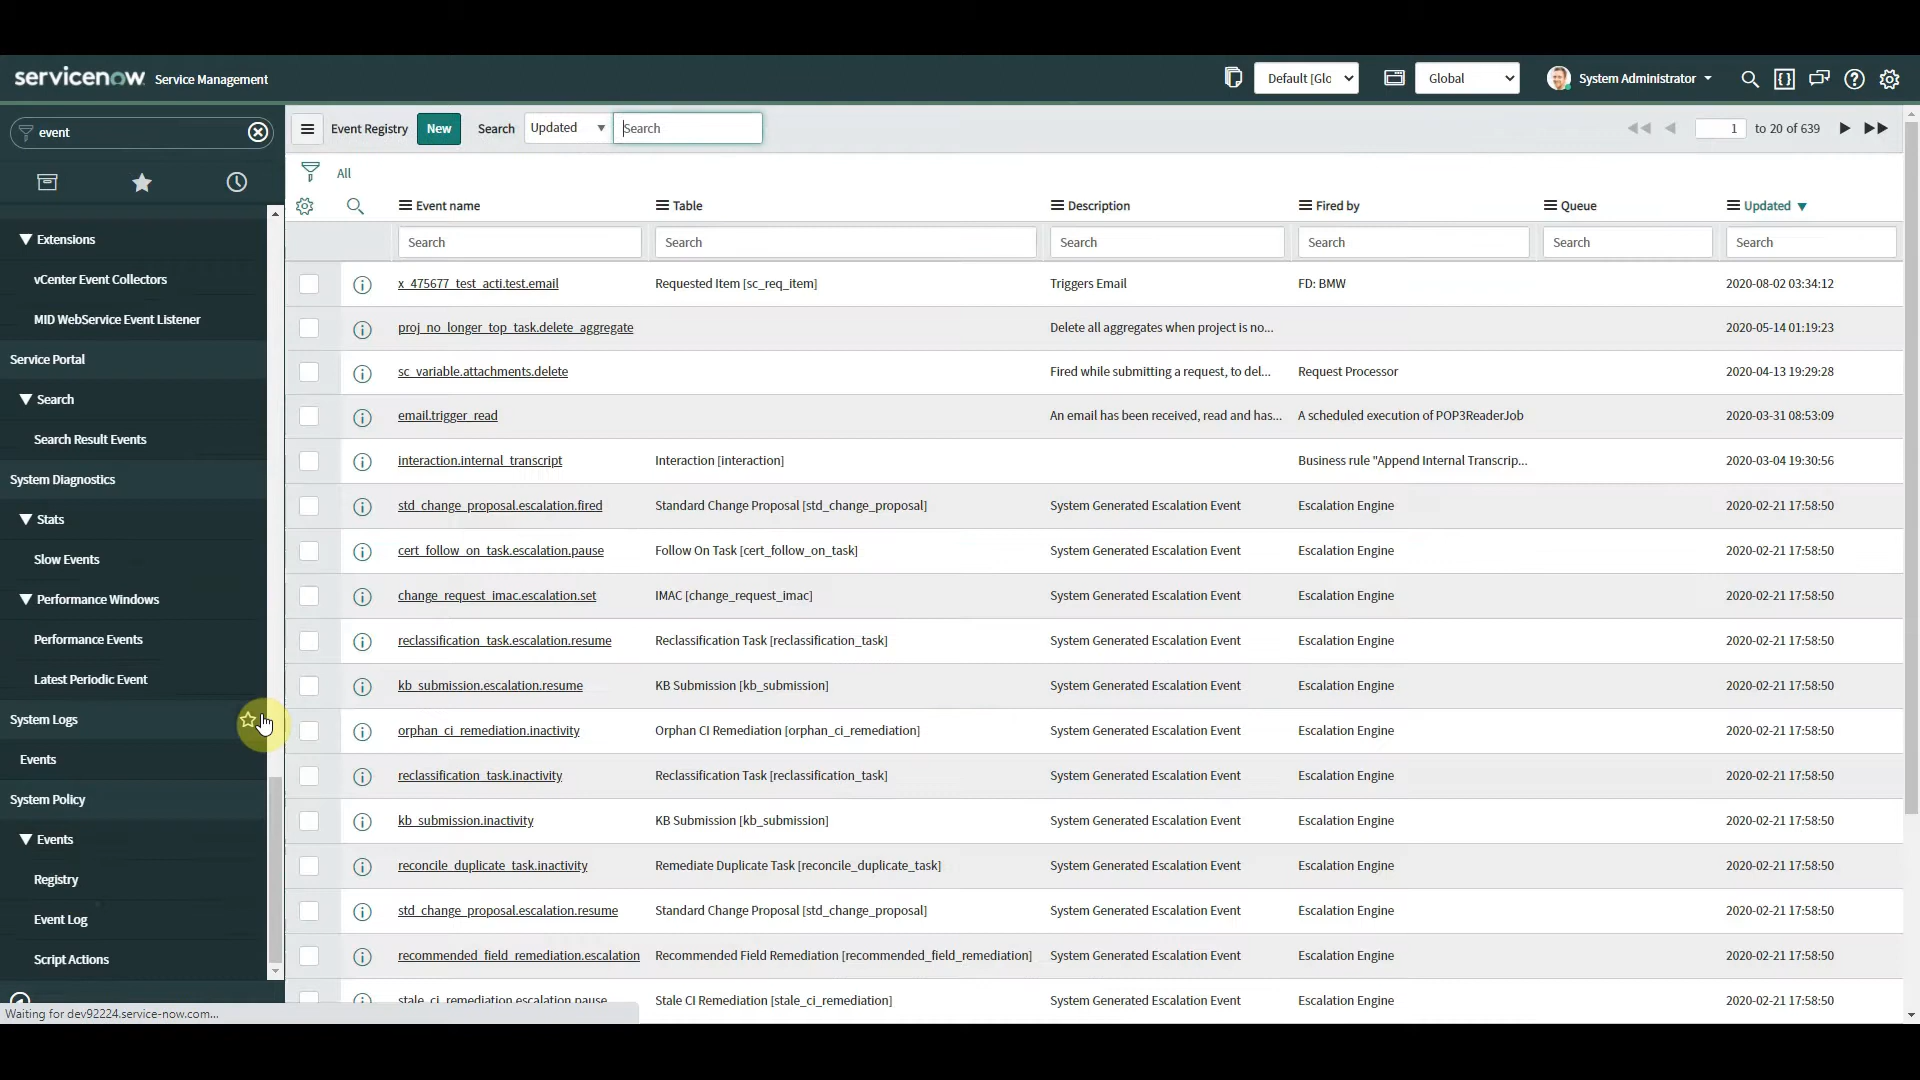 servicenow Service Management
Default [Glo
Global
System Administrator
event
Event Registry New Search Updated Search
1 to 20 of 639
All
Event name Table Description Fired by Queue Updated
Search Search Search Search Search Search
Extensions
vCenter Event Collectors
MID WebService Event Listener
Service Portal
Search
Search Result Events
System Diagnostics
Stats
Slow Events
Performance Windows
Performance Events
Latest Periodic Event
System Logs
Events
System Policy
Events
Registry
Event Log
Script Actions
x_475677_test_acti.test.email Requested Item [sc_req_item] Triggers Email FD: BMW 2020-08-02 03:34:12
proj_no_longer_top_task.delete_aggregate Delete all aggregates when project is no... 2020-05-14 01:19:23
sc_variable.attachments.delete Fired while submitting a request, to del... Request Processor 2020-04-13 19:29:28
email.trigger_read An email has been received, read and has... A scheduled execution of POP3ReaderJob 2020-03-31 08:53:09
interaction.internal_transcript Interaction [interaction] Business rule "Append Internal Transcrip... 2020-03-04 19:30:56
std_change_proposal.escalation.fired Standard Change Proposal [std_change_proposal] System Generated Escalation Event Escalation Engine 2020-02-21 17:58:50
cert_follow_on_task.escalation.pause Follow On Task [cert_follow_on_task] System Generated Escalation Event Escalation Engine 2020-02-21 17:58:50
change_request_imac.escalation.set IMAC [change_request_imac] System Generated Escalation Event Escalation Engine 2020-02-21 17:58:50
reclassification_task.escalation.resume Reclassification Task [reclassification_task] System Generated Escalation Event Escalation Engine 2020-02-21 17:58:50
kb_submission.escalation.resume KB Submission [kb_submission] System Generated Escalation Event Escalation Engine 2020-02-21 17:58:50
orphan_ci_remediation.inactivity Orphan CI Remediation [orphan_ci_remediation] System Generated Escalation Event Escalation Engine 2020-02-21 17:58:50
reclassification_task.inactivity Reclassification Task [reclassification_task] System Generated Escalation Event Escalation Engine 2020-02-21 17:58:50
kb_submission.inactivity KB Submission [kb_submission] System Generated Escalation Event Escalation Engine 2020-02-21 17:58:50
reconcile_duplicate_task.inactivity Remediate Duplicate Task [reconcile_duplicate_task] System Generated Escalation Event Escalation Engine 2020-02-21 17:58:50
std_change_proposal.escalation.resume Standard Change Proposal [std_change_proposal] System Generated Escalation Event Escalation Engine 2020-02-21 17:58:50
recommended_field_remediation.escalation Recommended Field Remediation [recommended_field_remediation] System Generated Escalation Event Escalation Engine 2020-02-21 17:58:50
stale_ci_remediation.escalation.pause Stale CI Remediation [stale_ci_remediation] System Generated Escalation Event Escalation Engine 2020-02-21 17:58:50
Waiting for dev92224.service-now.com...